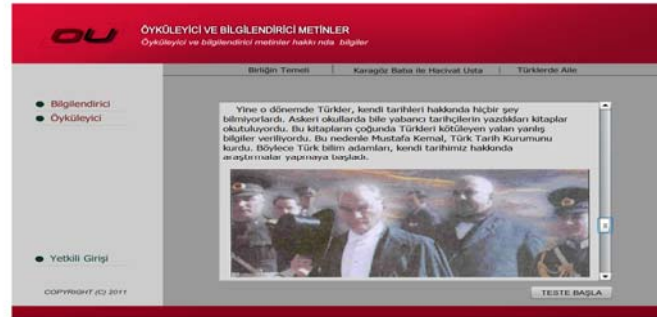 OU
ÖYKÜLEYİCİ VE BİLGİLENDİRİCİ METİNLER
Öyküleyici ve bilgilendirici metinler hakkı nda bilgiler
Birliğin Temeli | Karagöz Baba ile Hacivat Usta | Türklerde Aile
Bilgilendirici
Öyküleyici
Yine o dönemde Türkler, kendi tarihleri hakkında hiçbir şey
bilmiyorlardı. Askeri okullarda bile yabancı tarihçilerin yazdıkları kitaplar
okutuluyordu. Bu kitapların çoğunda Türkleri kötüleyen yalan yanlış
bilgiler veriliyordu. Bu nedenle Mustafa Kemal, Türk Tarih Kurumunu
kurdu. Böylece Türk bilim adamları, kendi tarihimiz hakkında
araştırmalar yapmaya başladı.
Yetkili Girişi
COPYRIGHT (C) 2011
TESTE BAŞLA